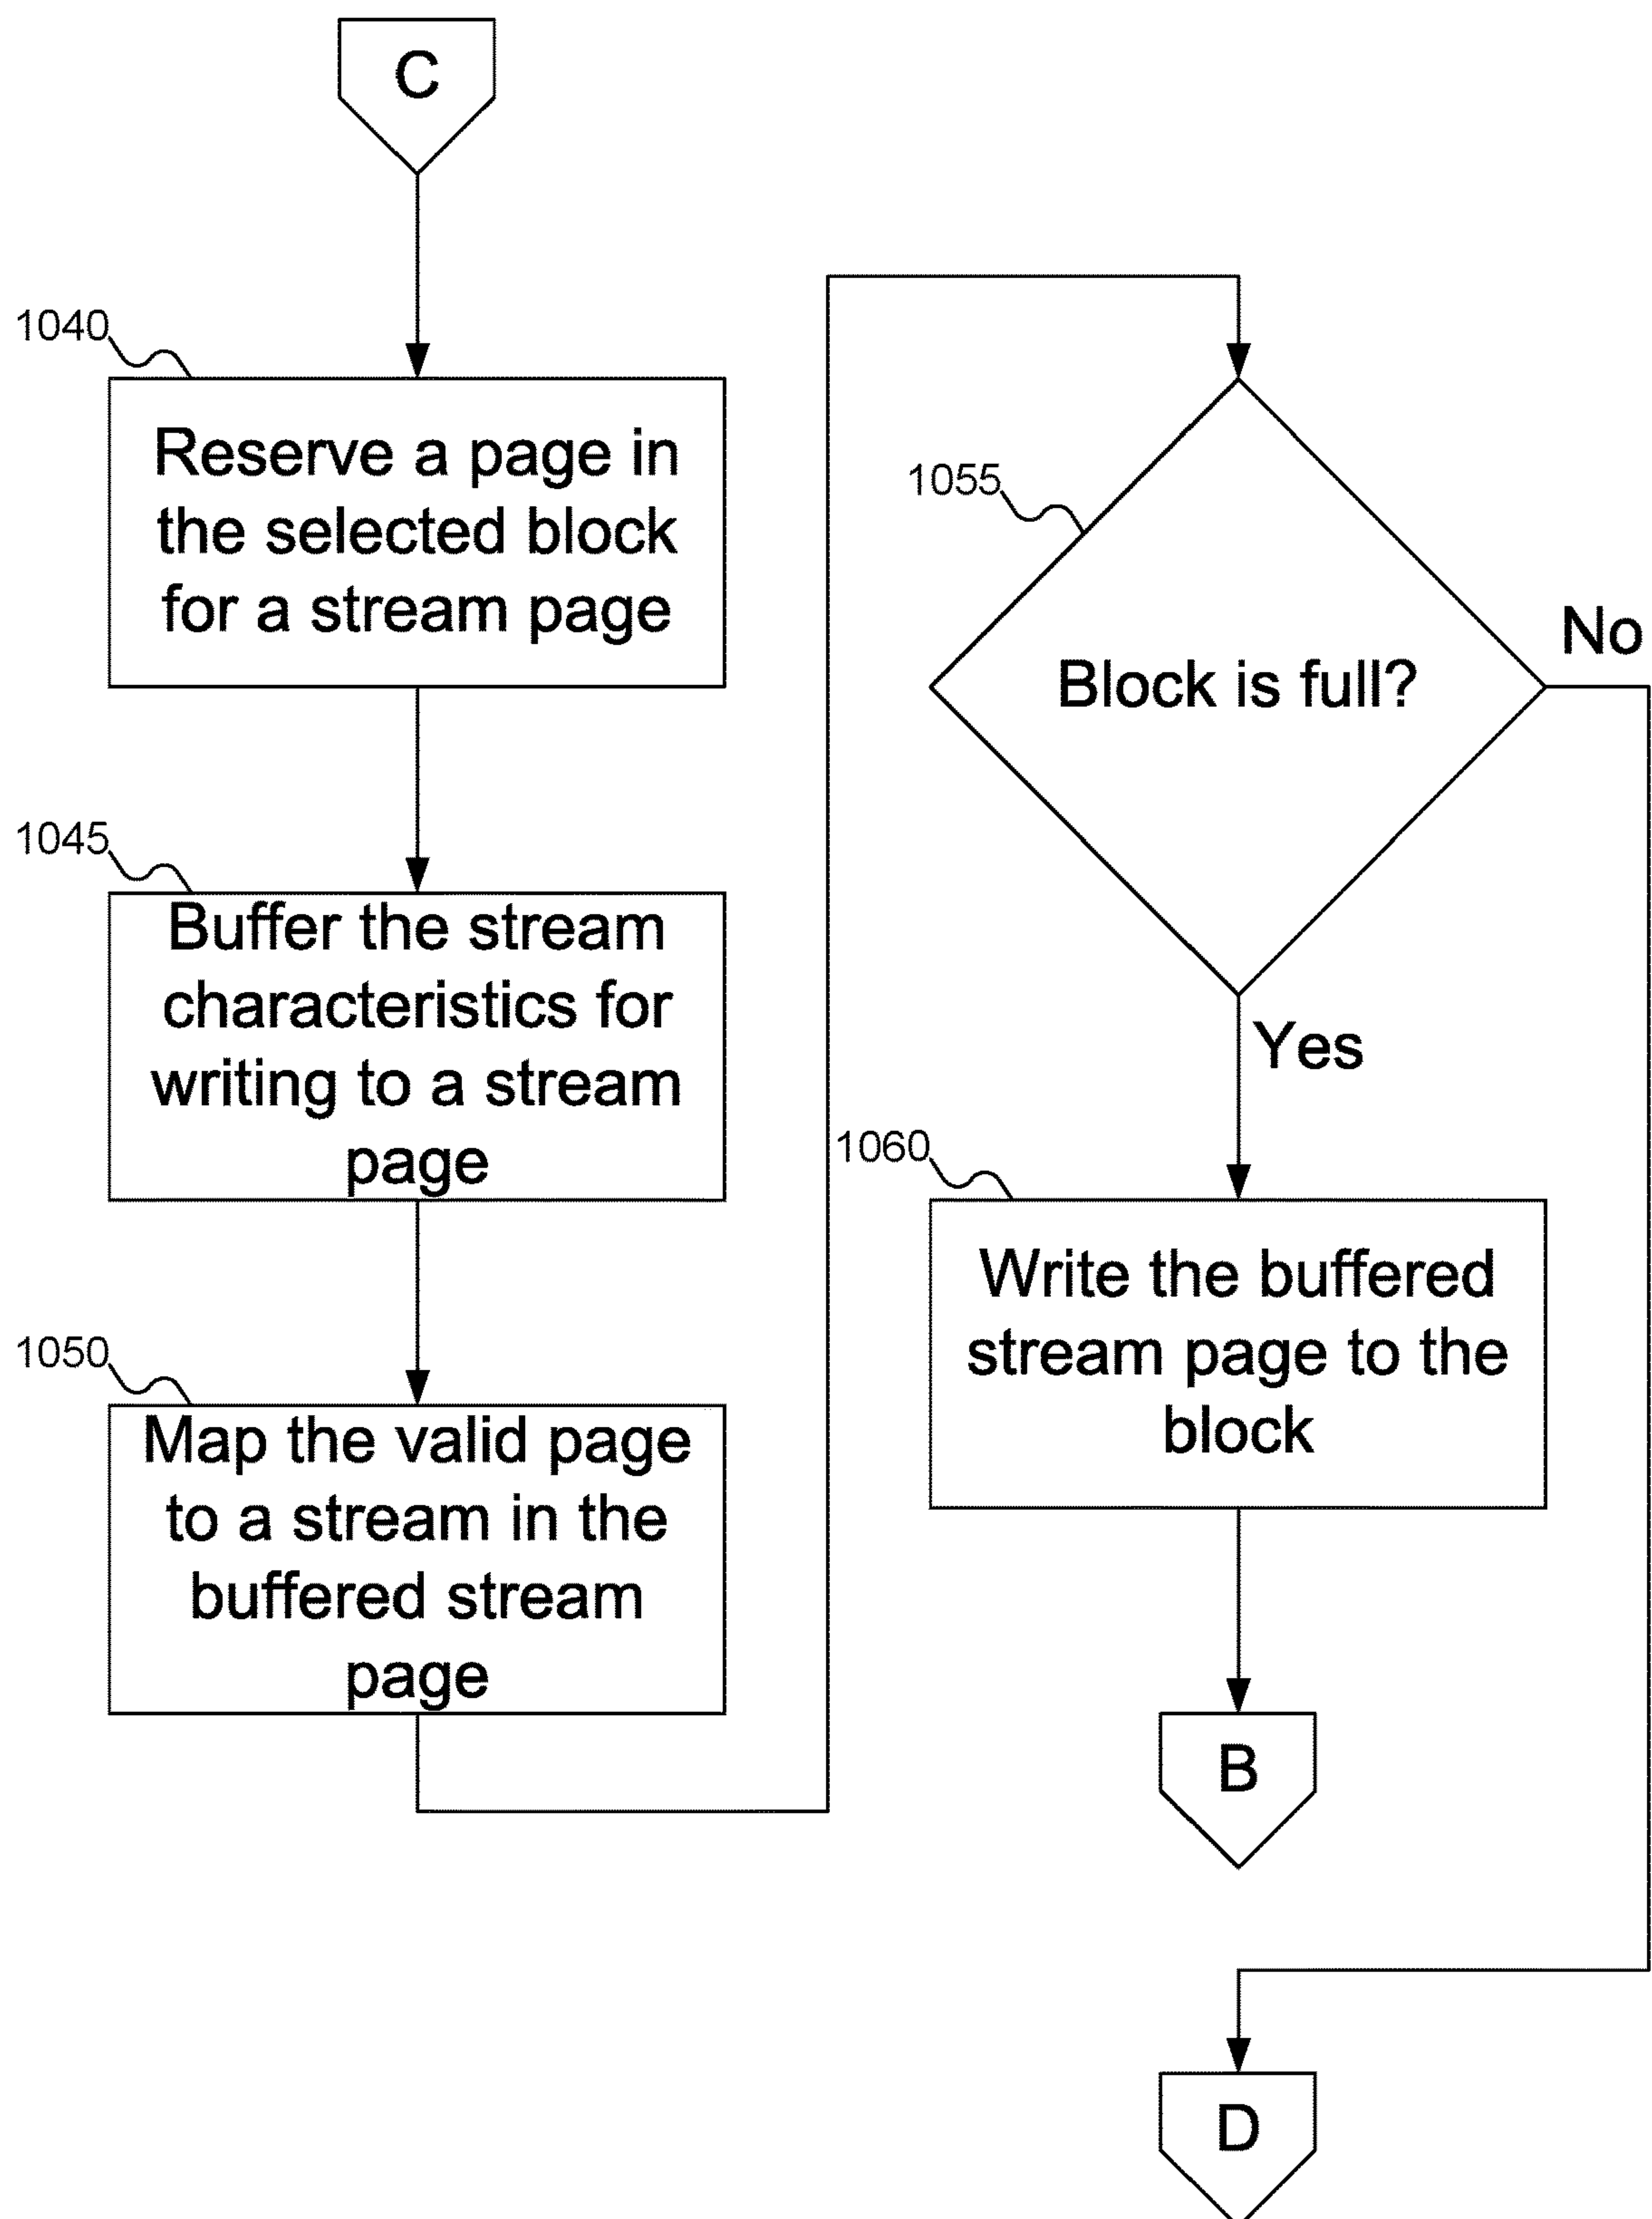 C
1040
Reserve a page in
the selected block
for a stream page
1045
Buffer the stream
characteristics for
writing to a stream
page
1050
Map the valid page
to a stream in the
buffered stream
page
1055
Block is full?
No
Yes
1060
Write the buffered
stream page to the
block
B
D